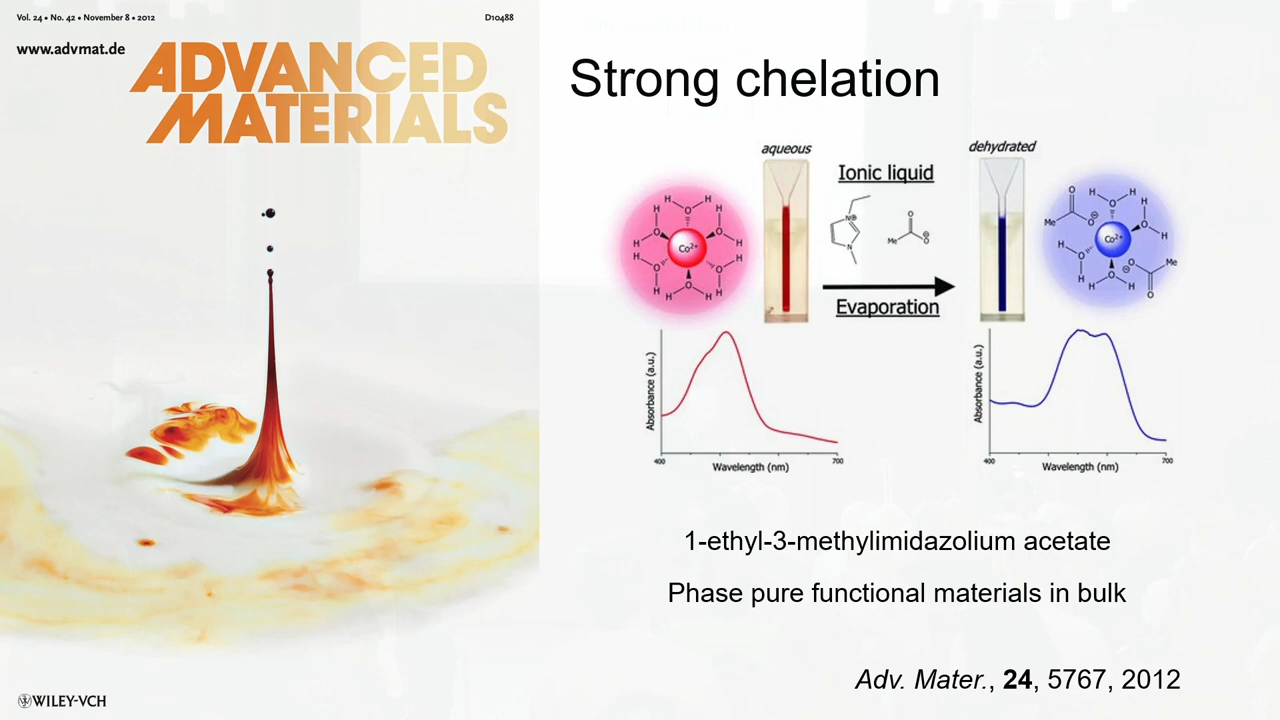 Vol. 24 • No. 42 • November 8 • 2012
D10488
www.advmat.de
ADVANCED
MATERIALS
Strong chelation
aqueous
Ionic liquid
dehydrated
H H
H H
H O H
O O
H H
Co²⁺
H H
O O
H O H
H H
N⊕
N
O
Me O⊖
Evaporation
O H H
Me O⊖ O H
O
H Co²⁺ H
H O ⊖O Me
H O
H H O
Absorbance (a.u.)
400
700
Wavelength (nm)
Absorbance (a.u.)
400
700
Wavelength (nm)
1-ethyl-3-methylimidazolium acetate
Phase pure functional materials in bulk
Adv. Mater., 24, 5767, 2012
WILEY-VCH